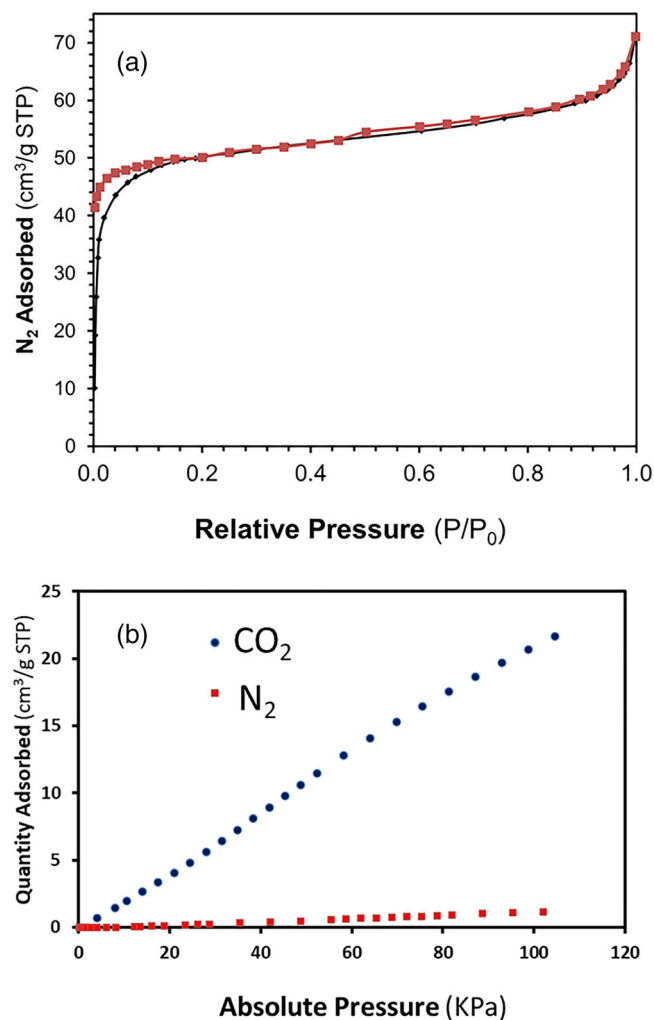 (a)
N₂ Adsorbed (cm³/g STP)
70
60
50
40
30
20
10
0
0.0 0.2 0.4 0.6 0.8 1.0
Relative Pressure (P/P₀)
(b)
CO₂
N₂
Quantity Adsorbed (cm³/g STP)
25
20
15
10
5
0
0 20 40 60 80 100 120
Absolute Pressure (KPa)